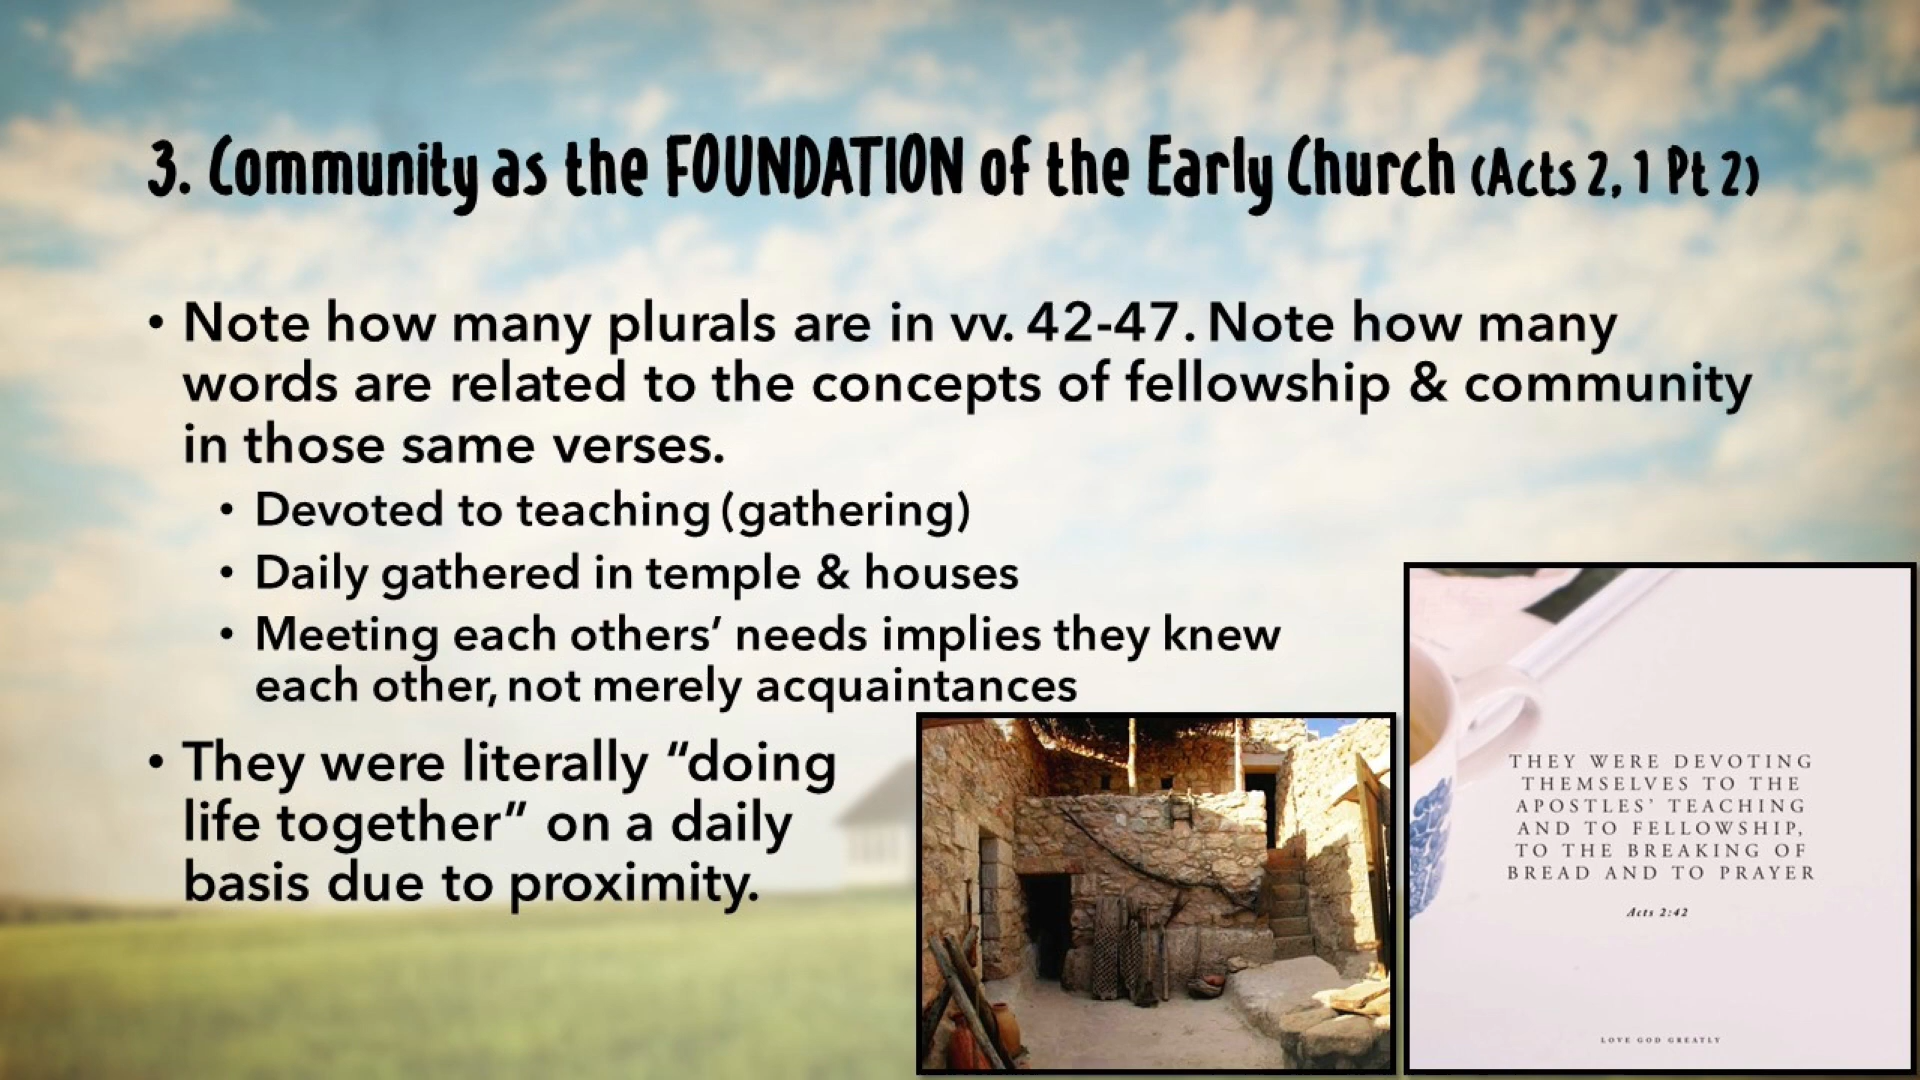 3. Community as the FOUNDATION of the Early Church (Acts 2, 1 Pt 2)
• Note how many plurals are in vv. 42-47. Note how many
words are related to the concepts of fellowship & community
in those same verses.
• Devoted to teaching (gathering)
• Daily gathered in temple & houses
• Meeting each others’ needs implies they knew
each other, not merely acquaintances
• They were literally “doing
life together” on a daily
basis due to proximity.
THEY WERE DEVOTING
THEMSELVES TO THE
APOSTLES’ TEACHING
AND TO FELLOWSHIP,
TO THE BREAKING OF
BREAD AND TO PRAYER
Acts 2:42
LOVE GOD GREATLY